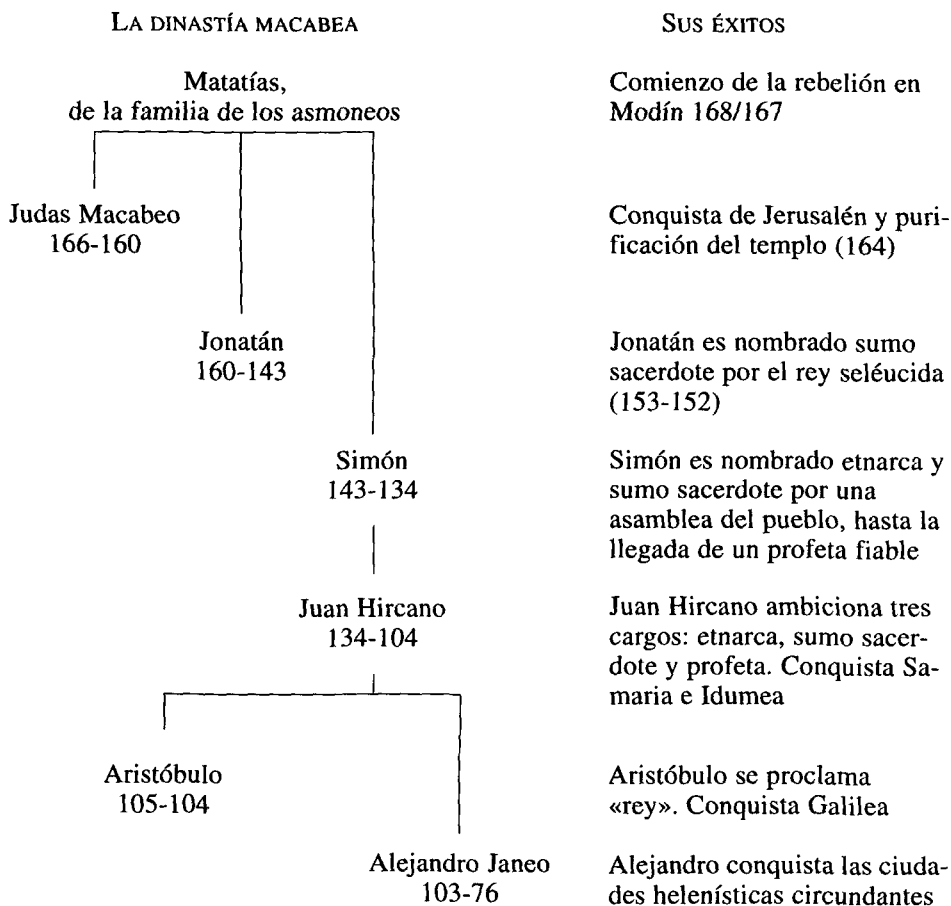 LA DINASTÍA MACABEA
SUS ÉXITOS
Matatías,
de la familia de los asmoneos
Comienzo de la rebelión en
Modín 168/167
Judas Macabeo
166-160
Conquista de Jerusalén y puri-
ficación del templo (164)
Jonatán
160-143
Jonatán es nombrado sumo
sacerdote por el rey seléucida
(153-152)
Simón
143-134
Simón es nombrado etnarca y
sumo sacerdote por una
asamblea del pueblo, hasta la
llegada de un profeta fiable
Juan Hircano
134-104
Juan Hircano ambiciona tres
cargos: etnarca, sumo sacer-
dote y profeta. Conquista Sa-
maria e Idumea
Aristóbulo
105-104
Aristóbulo se proclama
«rey». Conquista Galilea
Alejandro Janeo
103-76
Alejandro conquista las ciuda-
des helenísticas circundantes